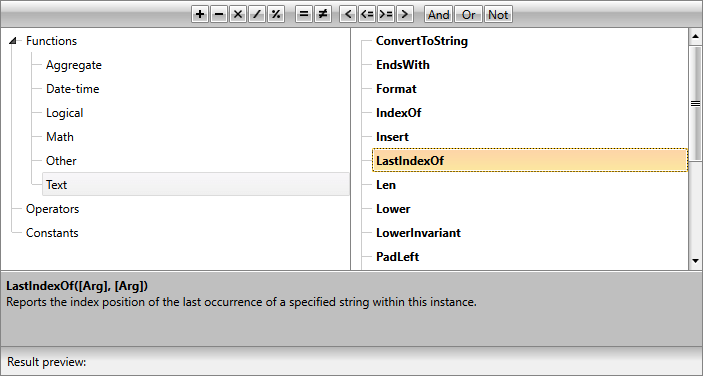 + − × / % = ≠ < <= >= > And Or Not
Functions
Aggregate
Date-time
Logical
Math
Other
Text
Operators
Constants
ConvertToString
EndsWith
Format
IndexOf
Insert
LastIndexOf
Len
Lower
LowerInvariant
PadLeft
LastIndexOf([Arg], [Arg])
Reports the index position of the last occurrence of a specified string within this instance.
Result preview: